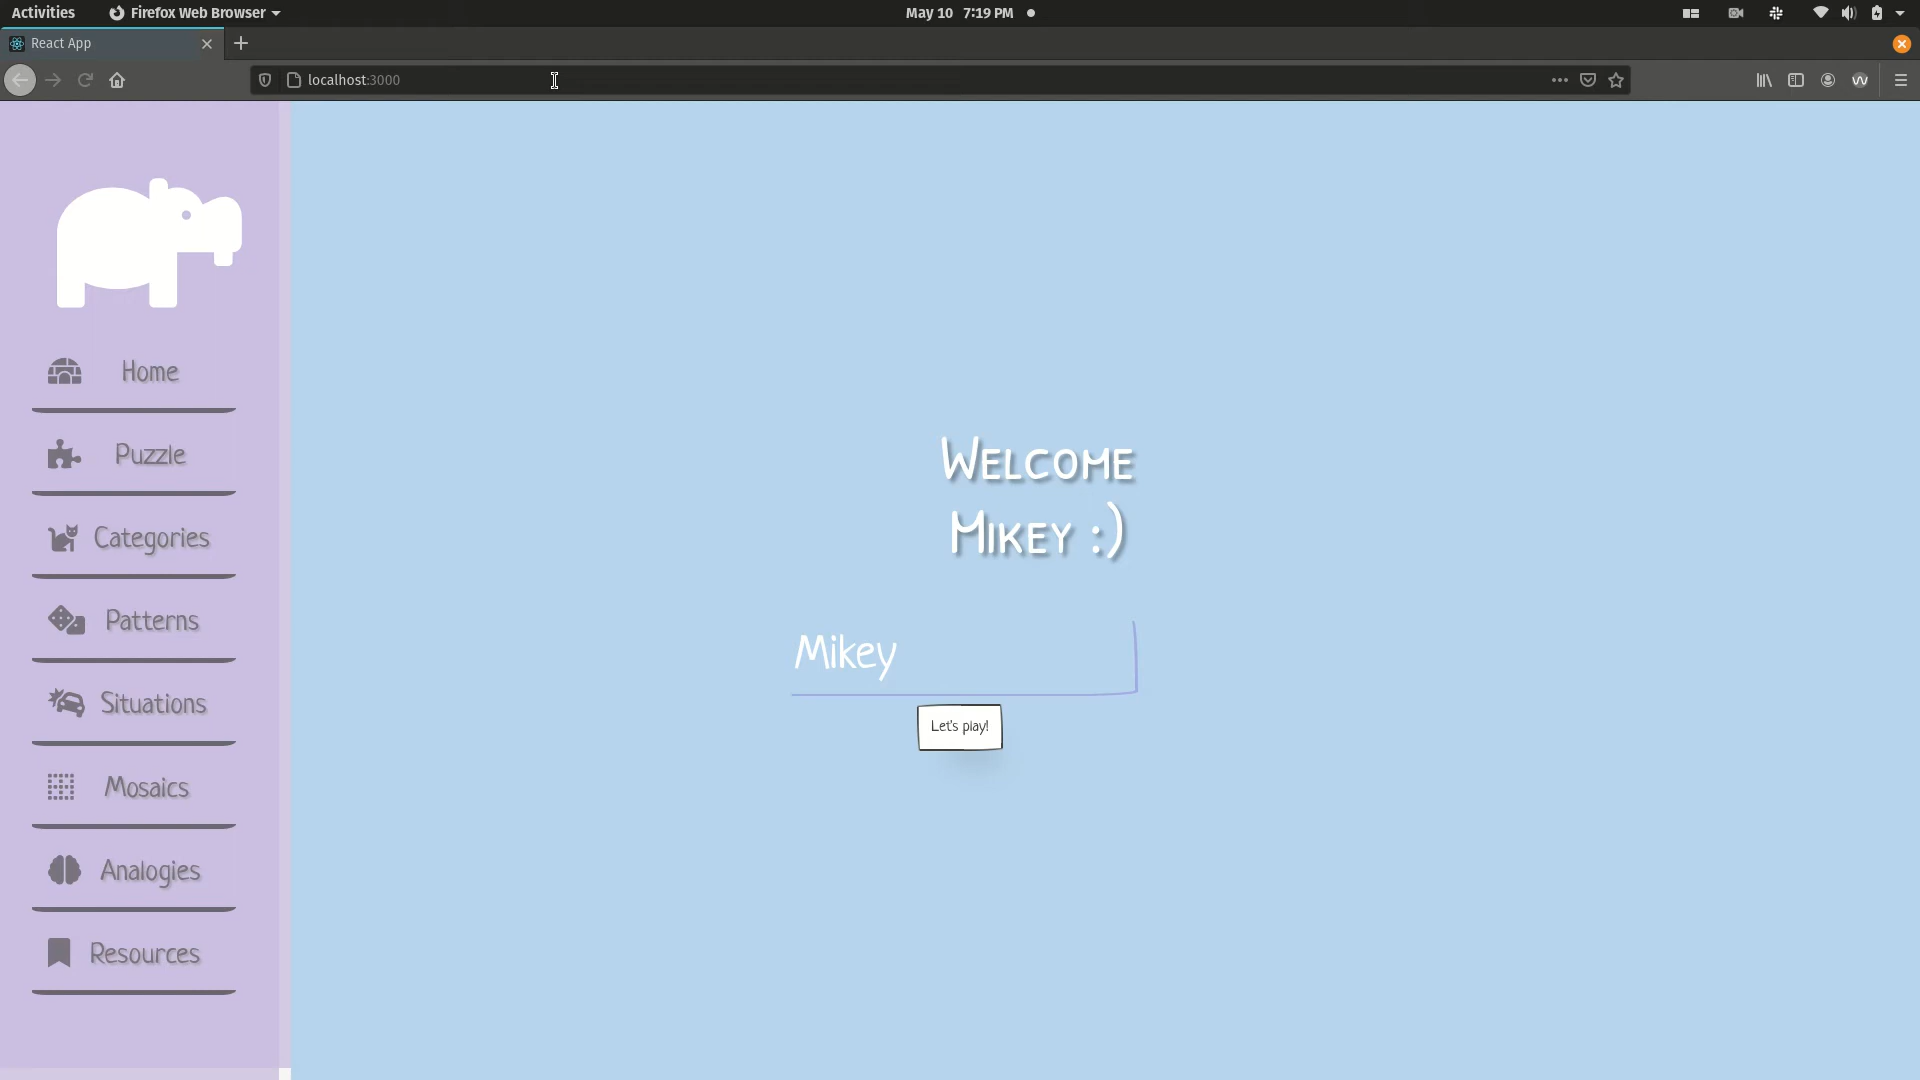 Activities
Firefox Web Browser
May 10 7:19 PM
React App
localhost:3000
Home
Puzzle
Categories
Patterns
Situations
Mosaics
Analogies
Resources
Welcome
Mikey :)
Mikey
Let's play!